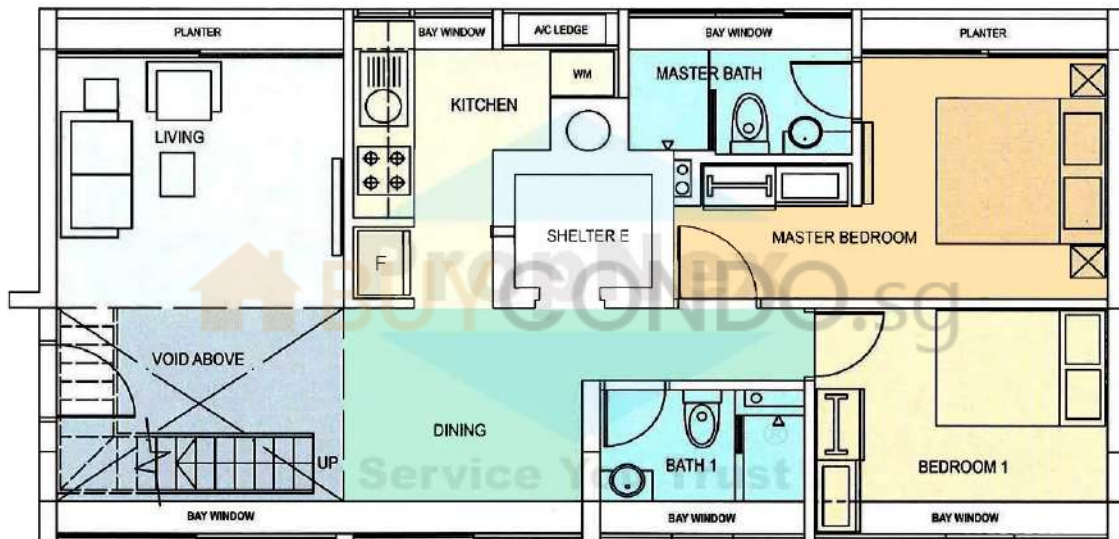 PLANTER
BAY WINDOW
A/C LEDGE
BAY WINDOW
PLANTER
WM
MASTER BATH
KITCHEN
LIVING
SHELTER E
MASTER BEDROOM
F
PropNex
BUYCONDO.sg
VOID ABOVE
DINING
UP
BATH 1
®
BEDROOM 1
Service You Trust
BAY WINDOW
BAY WINDOW
BAY WINDOW